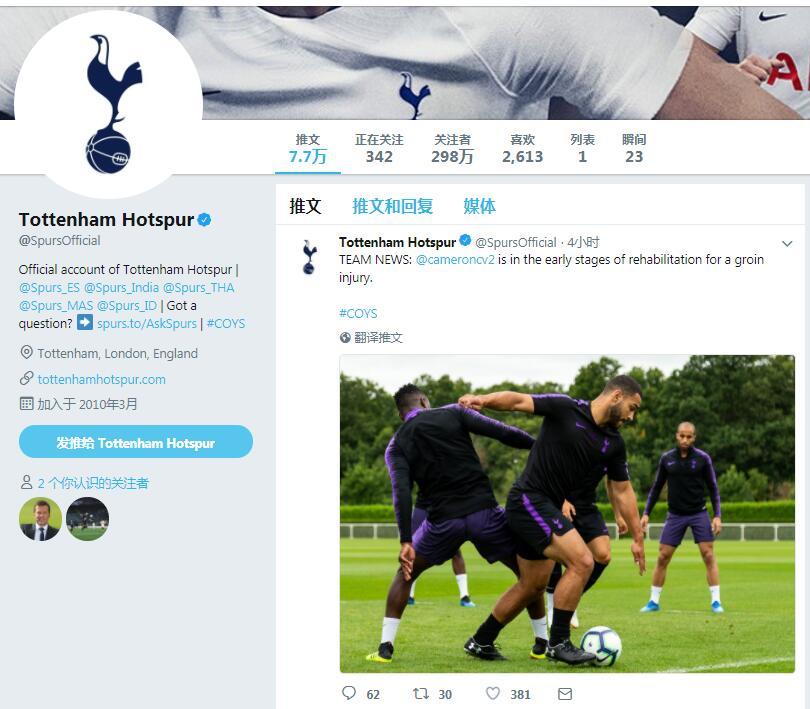 推文 正在关注 关注者 喜欢 列表 瞬间
7.7万 342 298万 2,613 1 23
Tottenham Hotspur
@SpursOfficial
Official account of Tottenham Hotspur |
@Spurs_ES @Spurs_India @Spurs_THA
@Spurs_MAS @Spurs_ID | Got a
question? ➡ spurs.to/AskSpurs | #COYS
Tottenham, London, England
tottenhamhotspur.com
加入于 2010年3月
发推给 Tottenham Hotspur
2 个你认识的关注者
推文 推文和回复 媒体
Tottenham Hotspur @SpursOfficial · 4小时
TEAM NEWS: @cameroncv2 is in the early stages of rehabilitation for a groin
injury.
#COYS
翻译推文
62 30 381